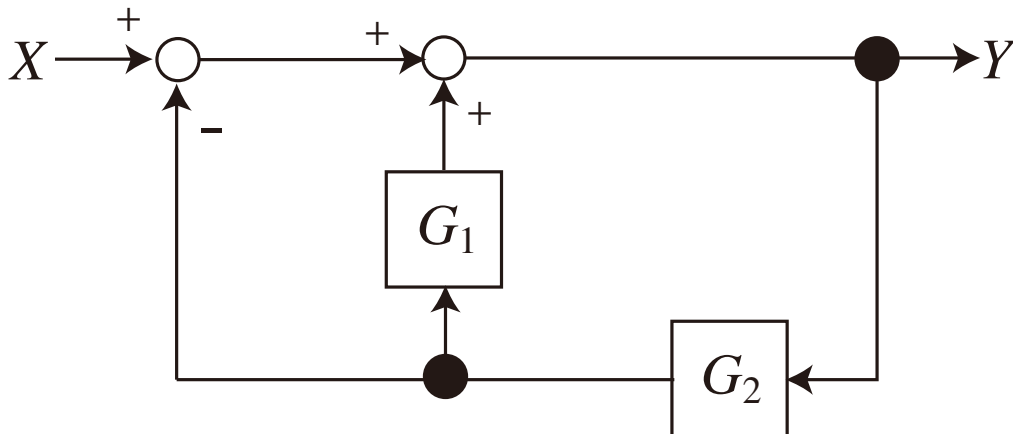 +
+
X
Y
+
-
G₁
G₂